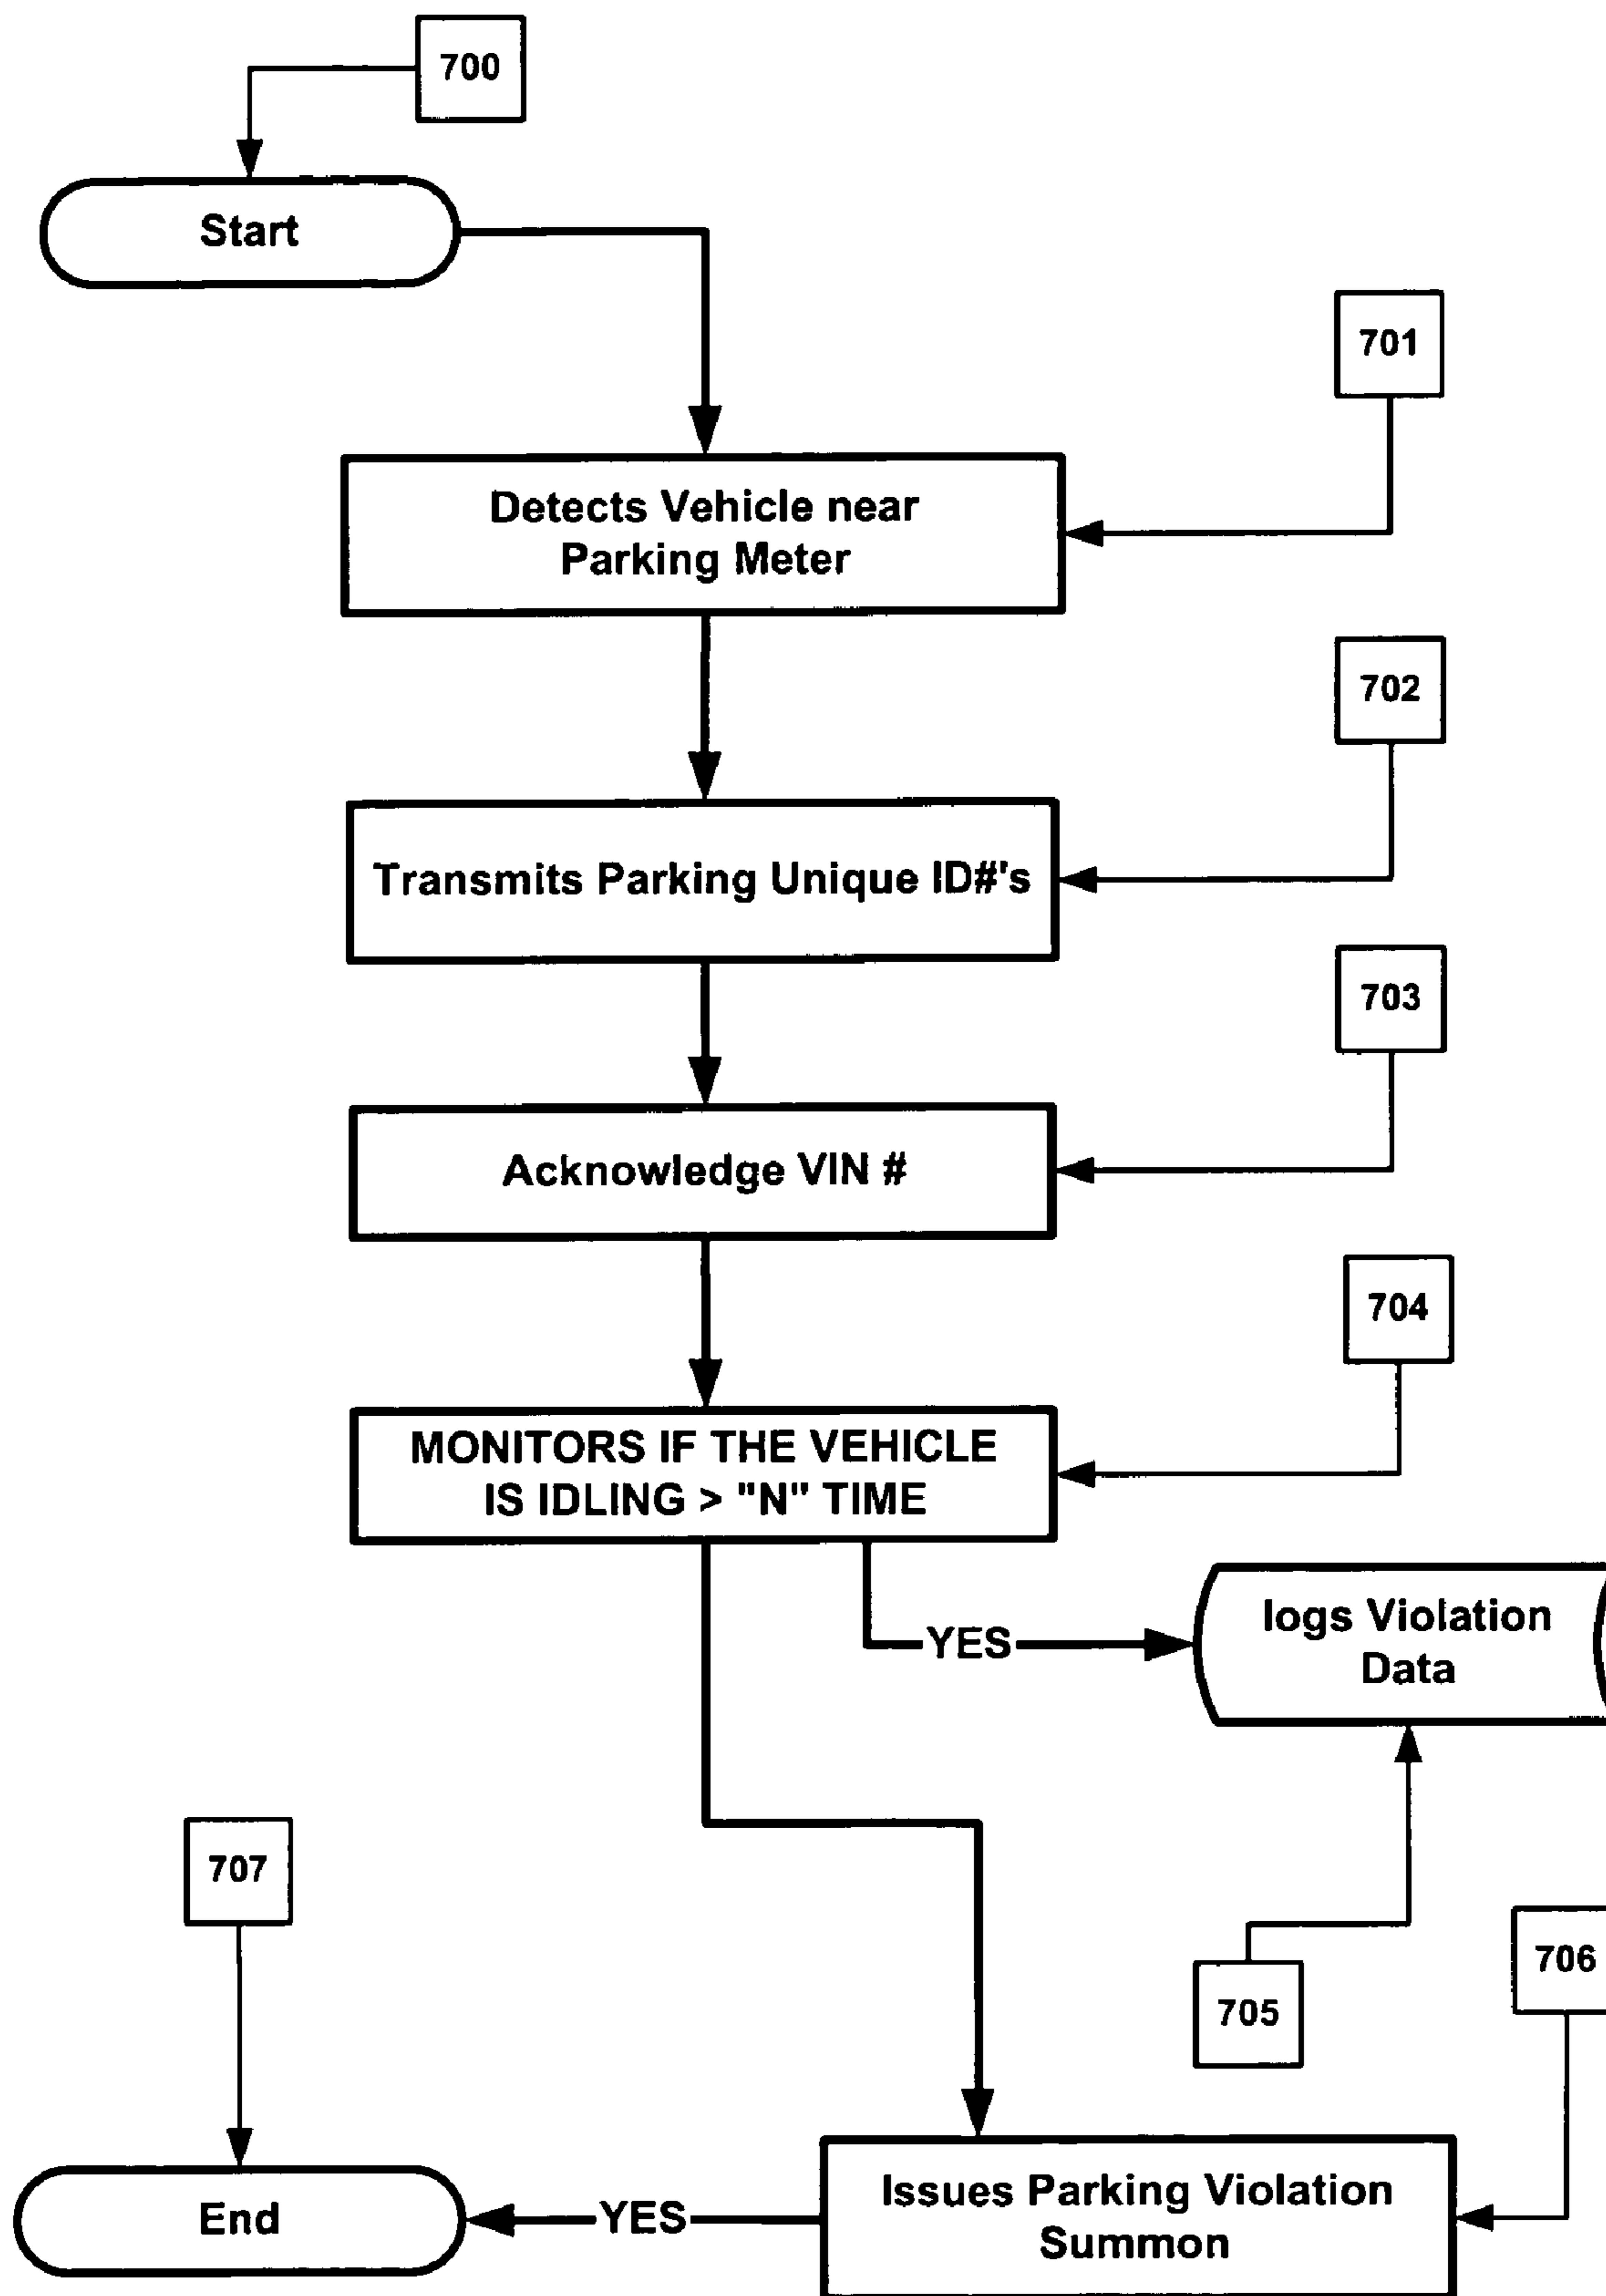 700
Start
701
Detects Vehicle near
Parking Meter
702
Transmits Parking Unique ID#'s
703
Acknowledge VIN #
704
MONITORS IF THE VEHICLE
IS IDLING > "N" TIME
YES
logs Violation
Data
707
705
706
Issues Parking Violation
Summon
YES
End